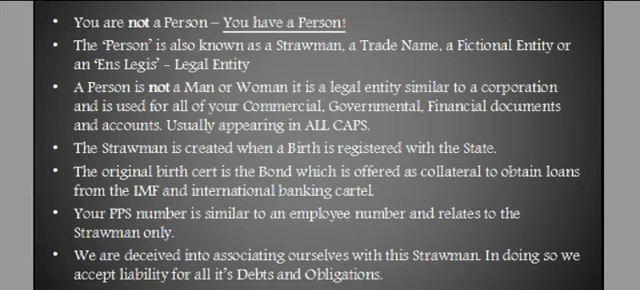 • You are not a Person – You have a Person!
• The 'Person' is also known as a Strawman, a Trade Name, a Fictional Entity or
an 'Ens Legis' - Legal Entity
• A Person is not a Man or Woman it is a legal entity similar to a corporation
and is used for all of your Commercial, Governmental, Financial documents
and accounts. Usually appearing in ALL CAPS.
• The Strawman is created when a Birth is registered with the State.
• The original birth cert is the Bond which is offered as collateral to obtain loans
from the IMF and international banking cartel.
• Your PPS number is similar to an employee number and relates to the
Strawman only.
• We are deceived into associating ourselves with this Strawman. In doing so we
accept liability for all it's Debts and Obligations.